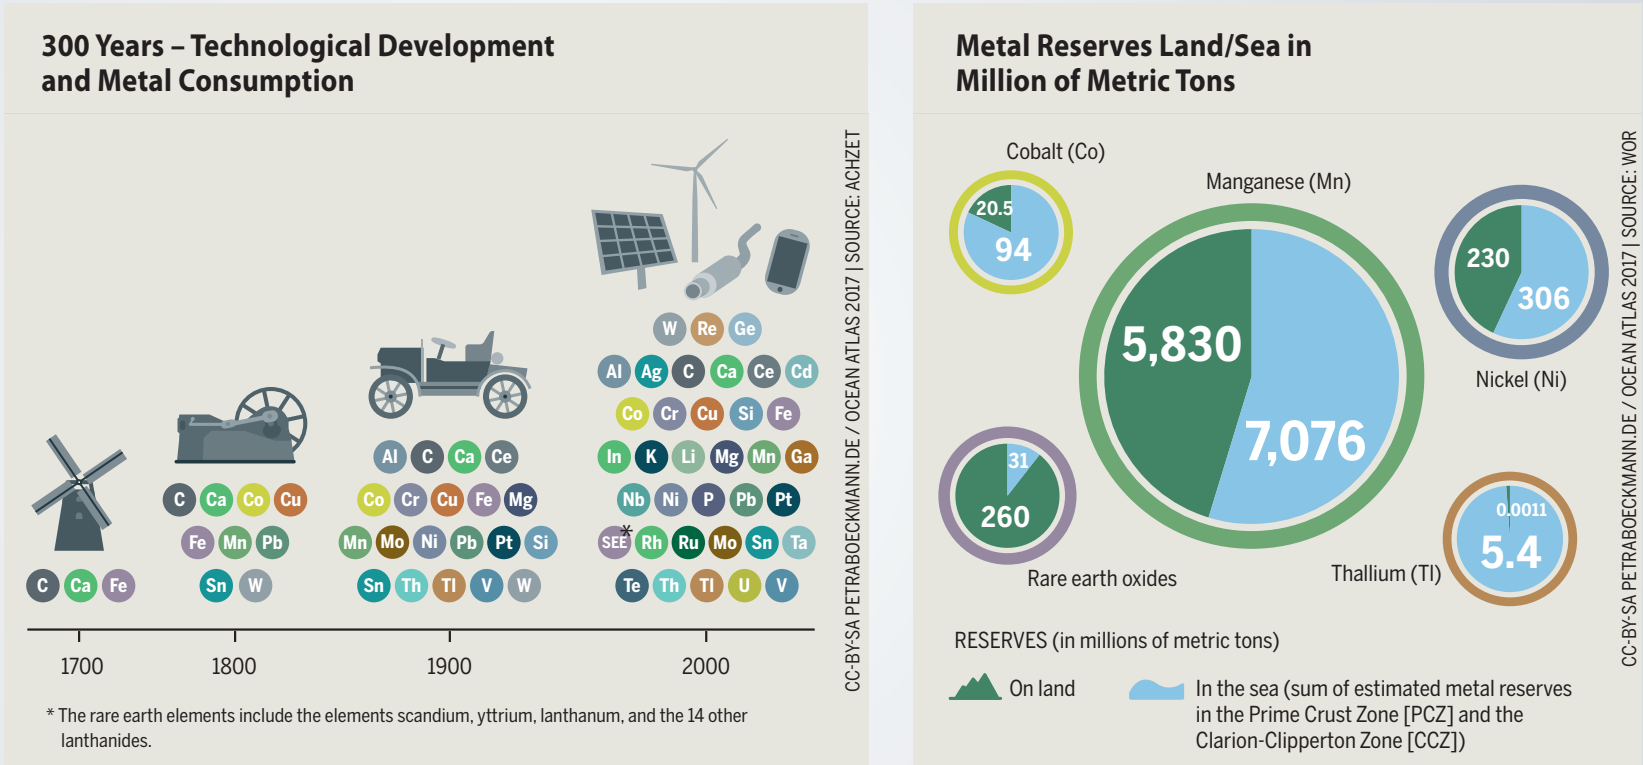 300 Years – Technological Development
and Metal Consumption
W Re Ge
Al Ag C Ca Ce Cd
Co Cr Cu Si Fe
In K Li Mg Mn Ga
Nb Ni P Pb Pt
SEE* Rh Ru Mo Sn Ta
Te Th Tl U V
Al C Ca Ce
Co Cr Cu Fe Mg
Mn Mo Ni Pb Pt Si
Sn Th Tl V W
C Ca Co Cu
Fe Mn Pb
Sn W
C Ca Fe
1700 1800 1900 2000
* The rare earth elements include the elements scandium, yttrium, lanthanum, and the 14 other
lanthanides.
CC-BY-SA PETRABOECKMANN.DE / OCEAN ATLAS 2017 | SOURCE: ACHZET
Metal Reserves Land/Sea in
Million of Metric Tons
Cobalt (Co)
20.5
94
Manganese (Mn)
5,830
7,076
230
306
Nickel (Ni)
31
260
Rare earth oxides
0.0011
5.4
Thallium (Tl)
RESERVES (in millions of metric tons)
On land
In the sea (sum of estimated metal reserves
in the Prime Crust Zone [PCZ] and the
Clarion-Clipperton Zone [CCZ])
CC-BY-SA PETRABOECKMANN.DE / OCEAN ATLAS 2017 | SOURCE: WOR